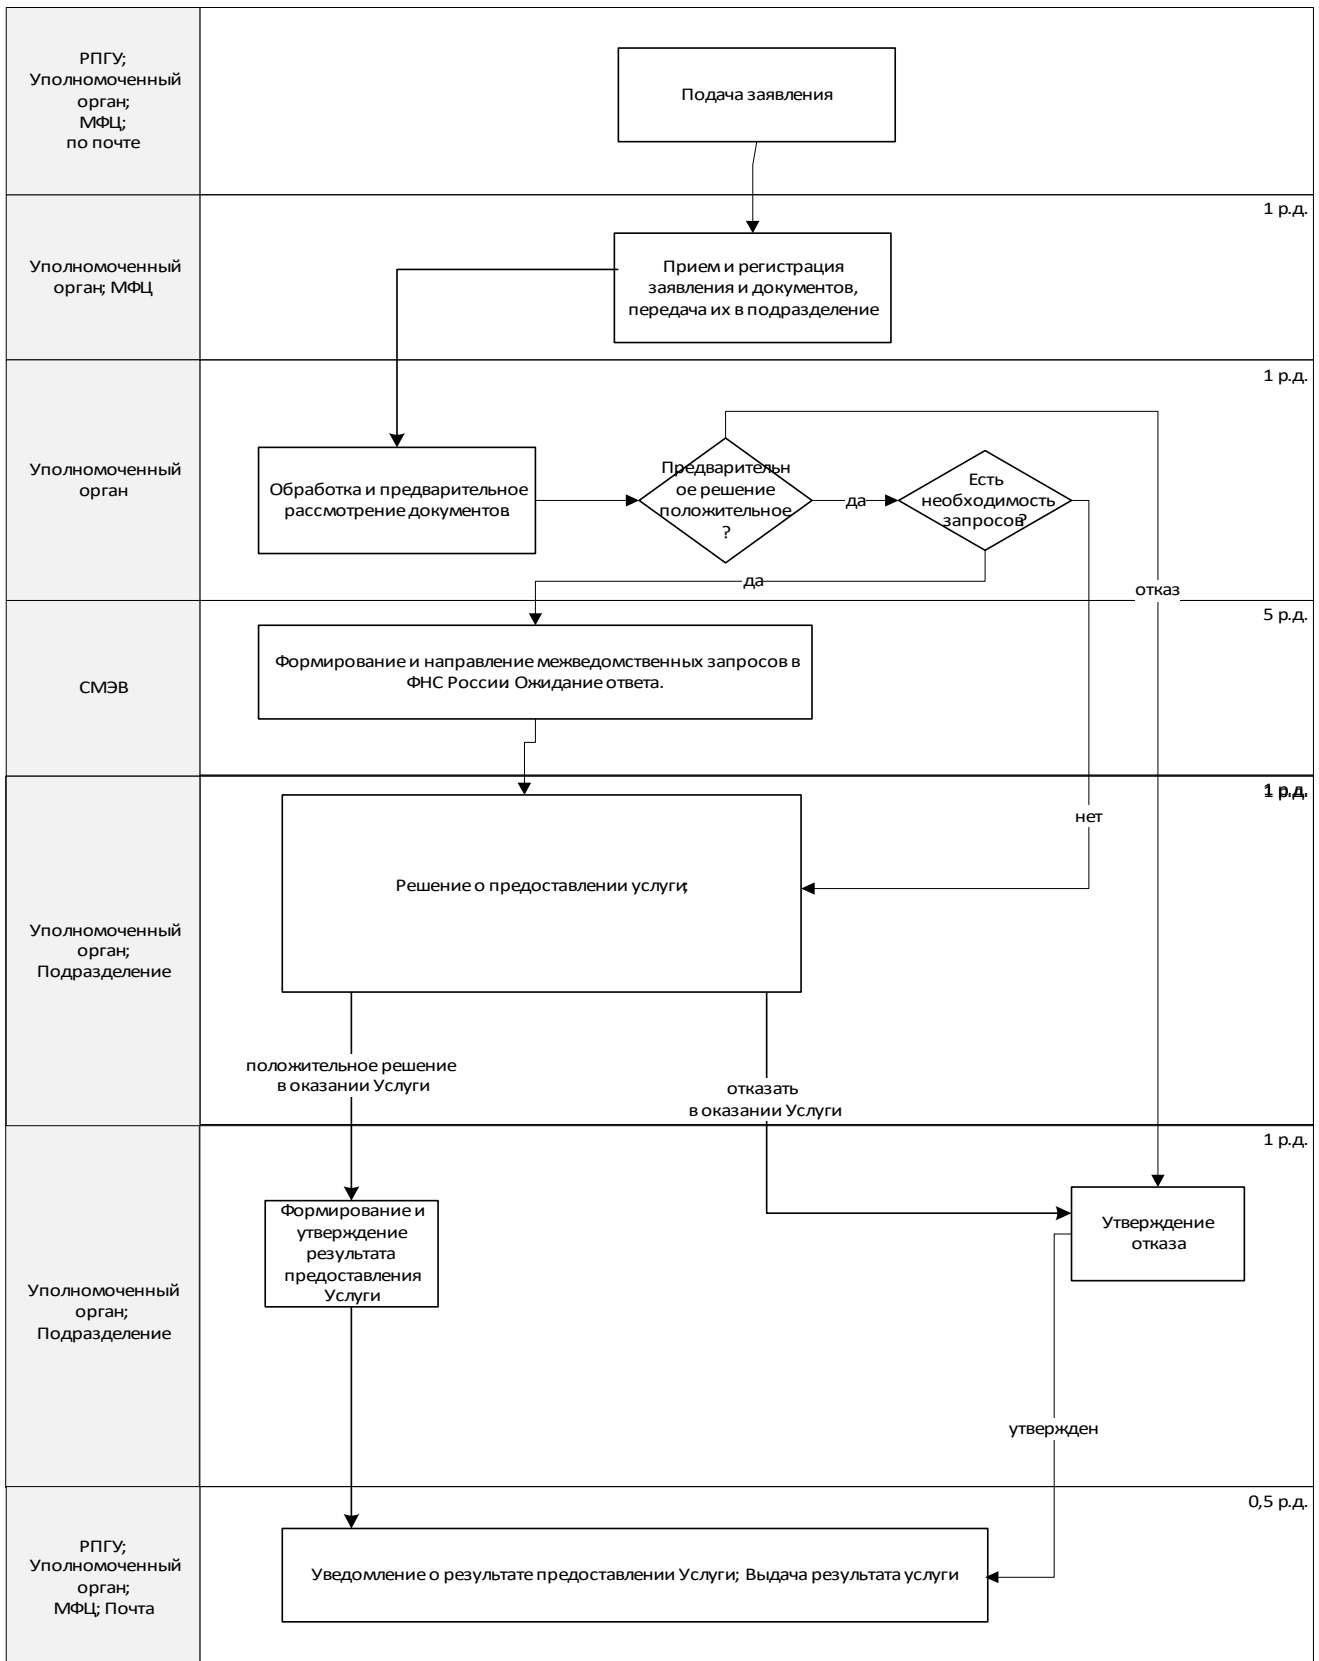 РПГУ;
Уполномоченный
орган;
МФЦ;
по почте
Подача заявления
1 р.д.
Уполномоченный
орган; МФЦ
Прием и регистрация
заявления и документов,
передача их в подразделение
1 р.д.
Уполномоченный
орган
Обработка и предварительное
рассмотрение документов.
Предварительн
ое решение
положительное
?
да
Есть
необходимость
запросов?
да
отказ
5 р.д.
СМЭВ
Формирование и направление межведомственных запросов в
ФНС России Ожидание ответа.
1 р.д.
нет
Уполномоченный
орган;
Подразделение
Решение о предоставлении услуги;
положительное решение
в оказании Услуги
отказать
в оказании Услуги
1 р.д.
Уполномоченный
орган;
Подразделение
Формирование и
утверждение
результата
предоставления
Услуги
Утверждение
отказа
утвержден
0,5 р.д.
РПГУ;
Уполномоченный
орган;
МФЦ; Почта
Уведомление о результате предоставлении Услуги; Выдача результата услуги